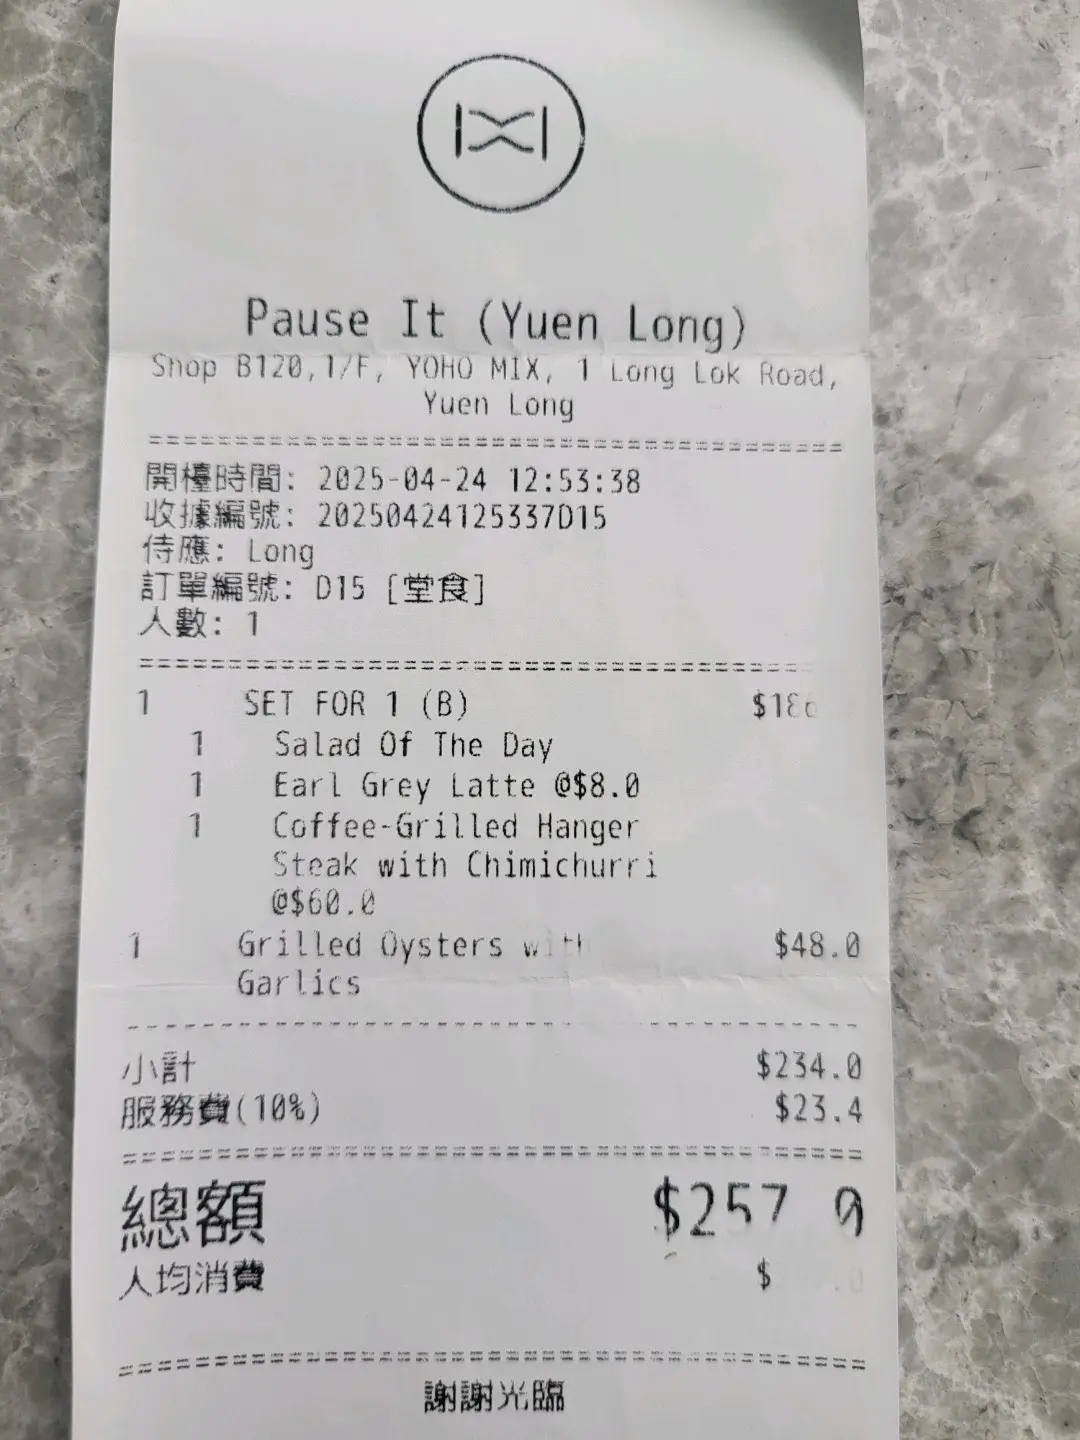 Pause It (Yuen Long)
Shop B120,1/F, YOHO MIX, 1 Long Lok Road,
Yuen Long
開檯時間: 2025-04-24 12:53:38
收據編號: 20250424125337D15
侍應: Long
訂單編號: D15 [堂食]
人數: 1
1 SET FOR 1 (B)
1 Salad Of The Day
1 Earl Grey Latte @$8.0
1 Coffee-Grilled Hanger
Steak with Chimichurri
@$60.0
1 Grilled Oysters with $48.0
Garlics
小計 $234.0
服務費(10%) $23.4
總額 $257 0
人均消費 $
謝謝光臨